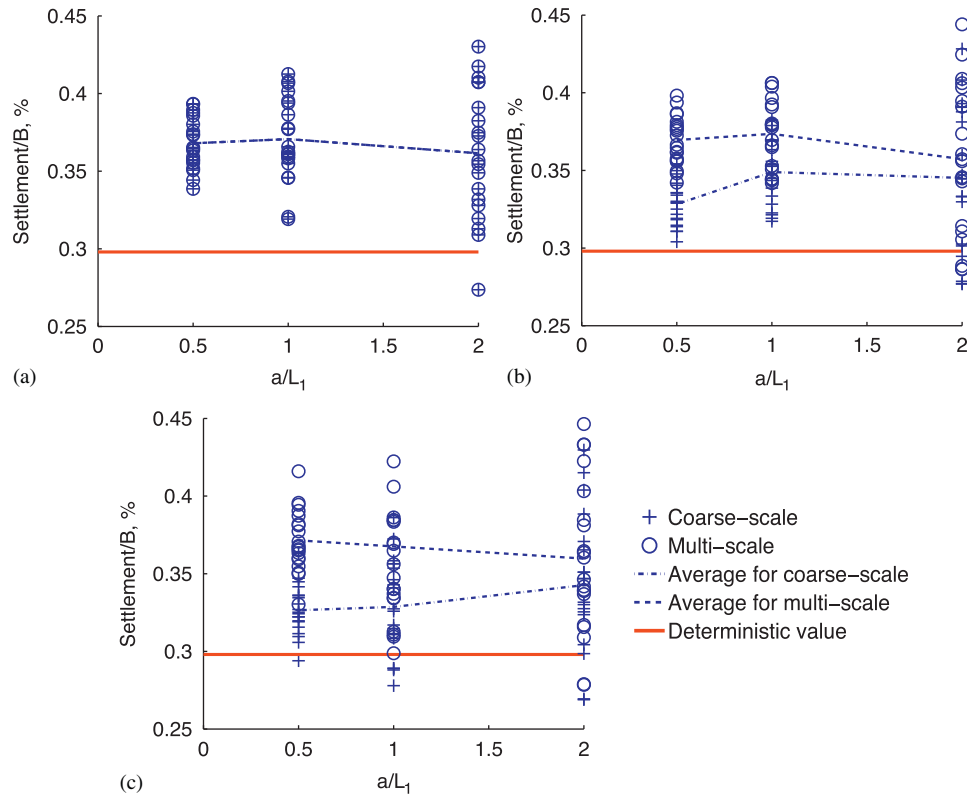 0.45
0.4
0.35
0.3
0.25
Settlement/B, %
0 0.5 1 1.5 2
a/L1
(a)
0.45
0.4
0.35
0.3
0.25
Settlement/B, %
0 0.5 1 1.5 2
a/L1
(b)
0.45
0.4
0.35
0.3
0.25
Settlement/B, %
0 0.5 1 1.5 2
a/L1
(c)
Coarse-scale
Multi-scale
Average for coarse-scale
Average for multi-scale
Deterministic value